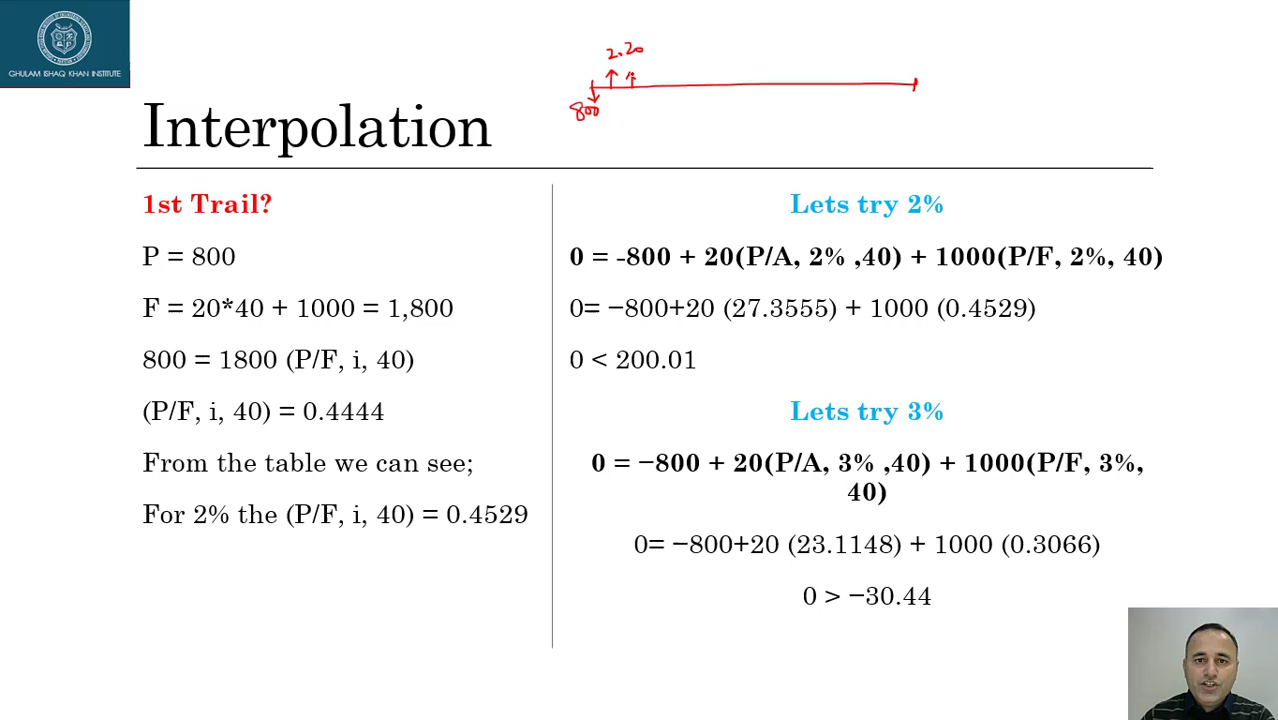 GHULAM ISHAQ KHAN INSTITUTE
2.20
800
Interpolation
1st Trail?
P = 800
F = 20*40 + 1000 = 1,800
800 = 1800 (P/F, i, 40)
(P/F, i, 40) = 0.4444
From the table we can see;
For 2% the (P/F, i, 40) = 0.4529
Lets try 2%
0 = -800 + 20(P/A, 2% ,40) + 1000(P/F, 2%, 40)
0= −800+20 (27.3555) + 1000 (0.4529)
0 < 200.01
Lets try 3%
0 = −800 + 20(P/A, 3% ,40) + 1000(P/F, 3%,
40)
0= −800+20 (23.1148) + 1000 (0.3066)
0 > −30.44